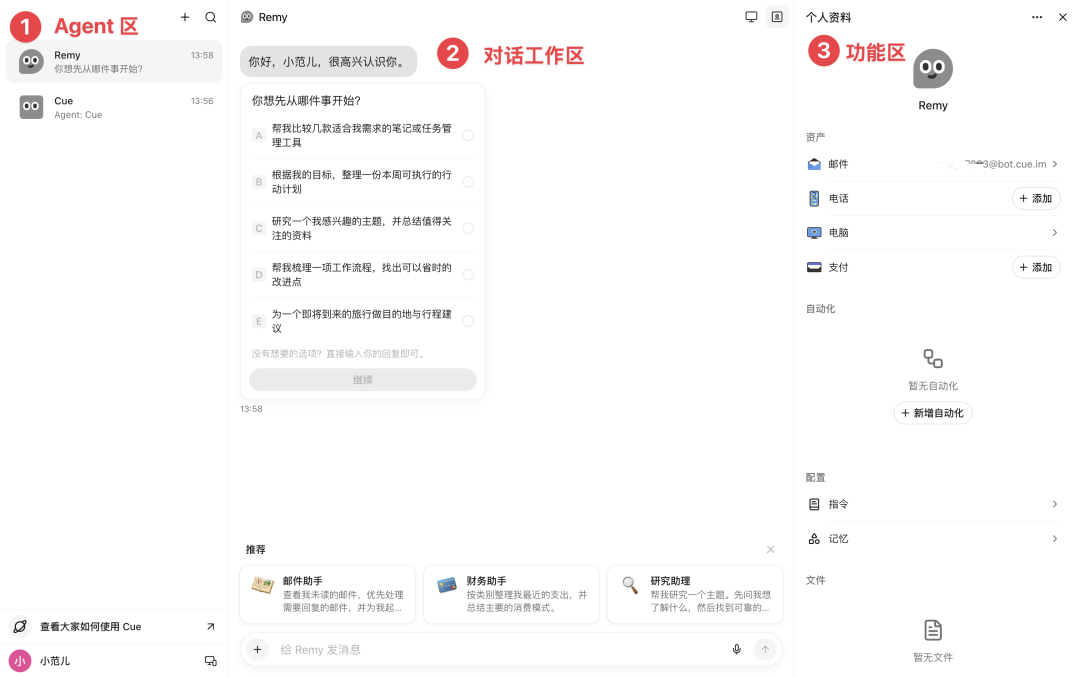 1 Agent 区
Remy 13:58
你想先从哪件事开始?
Cue 13:56
Agent: Cue
查看大家如何使用 Cue
小 小范儿
Remy
2 对话工作区
你好，小范儿，很高兴认识你。
你想先从哪件事开始?
A 帮我比较几款适合我需求的笔记或任务管
理工具
B 根据我的目标，整理一份本周可执行的行
动计划
C 研究一个我感兴趣的主题，并总结值得关
注的资料
D 帮我梳理一项工作流程，找出可以省时的
改进点
E 为一个即将到来的旅行做目的地与行程建
议
没有想要的选项？直接输入你的回复即可。
继续
13:58
推荐
邮件助手
查看我未读的邮件，优先处理
需要回复的邮件，并为我起...
财务助手
按类别整理我最近的支出，并
总结主要的消费模式。
研究助理
帮我研究一个主题。先问我想
了解什么，然后找到可靠的...
给 Remy 发消息
个人资料
3 功能区
Remy
资产
邮件 3@bot.cue.im
电话 + 添加
电脑
支付 + 添加
自动化
暂无自动化
+ 新增自动化
配置
指令
记忆
文件
暂无文件